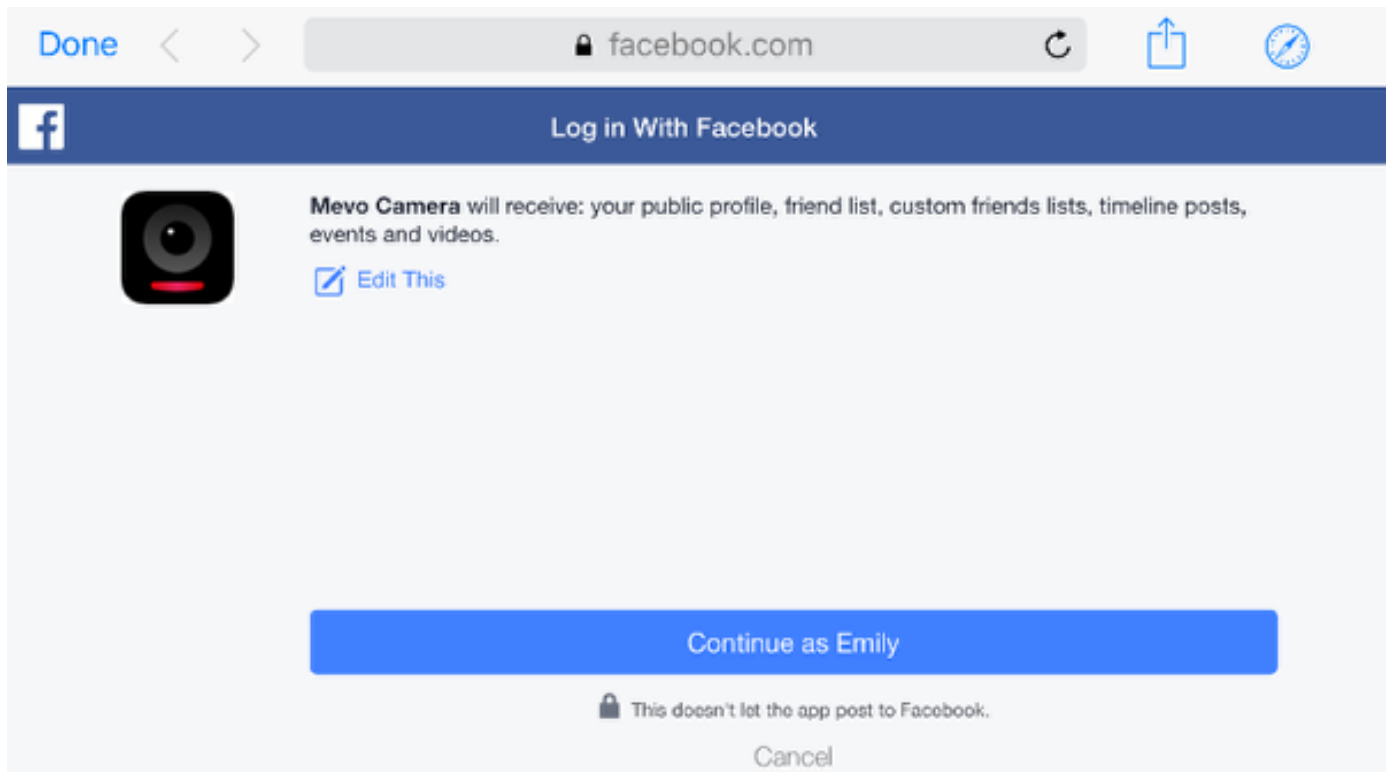 Done facebook.com
Log in With Facebook
Mevo Camera will receive: your public profile, friend list, custom friends lists, timeline posts,
events and videos.
Edit This
Continue as Emily
This doesn't let the app post to Facebook.
Cancel